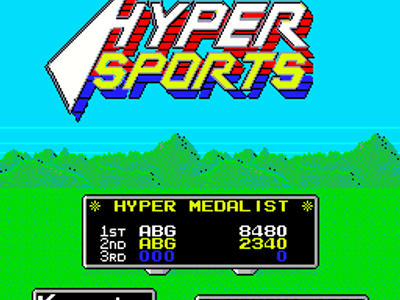 HYPER
SPORTS
* HYPER MEDALIST *
1ST ABG 8480
2ND ABG 2340
3RD 000 0